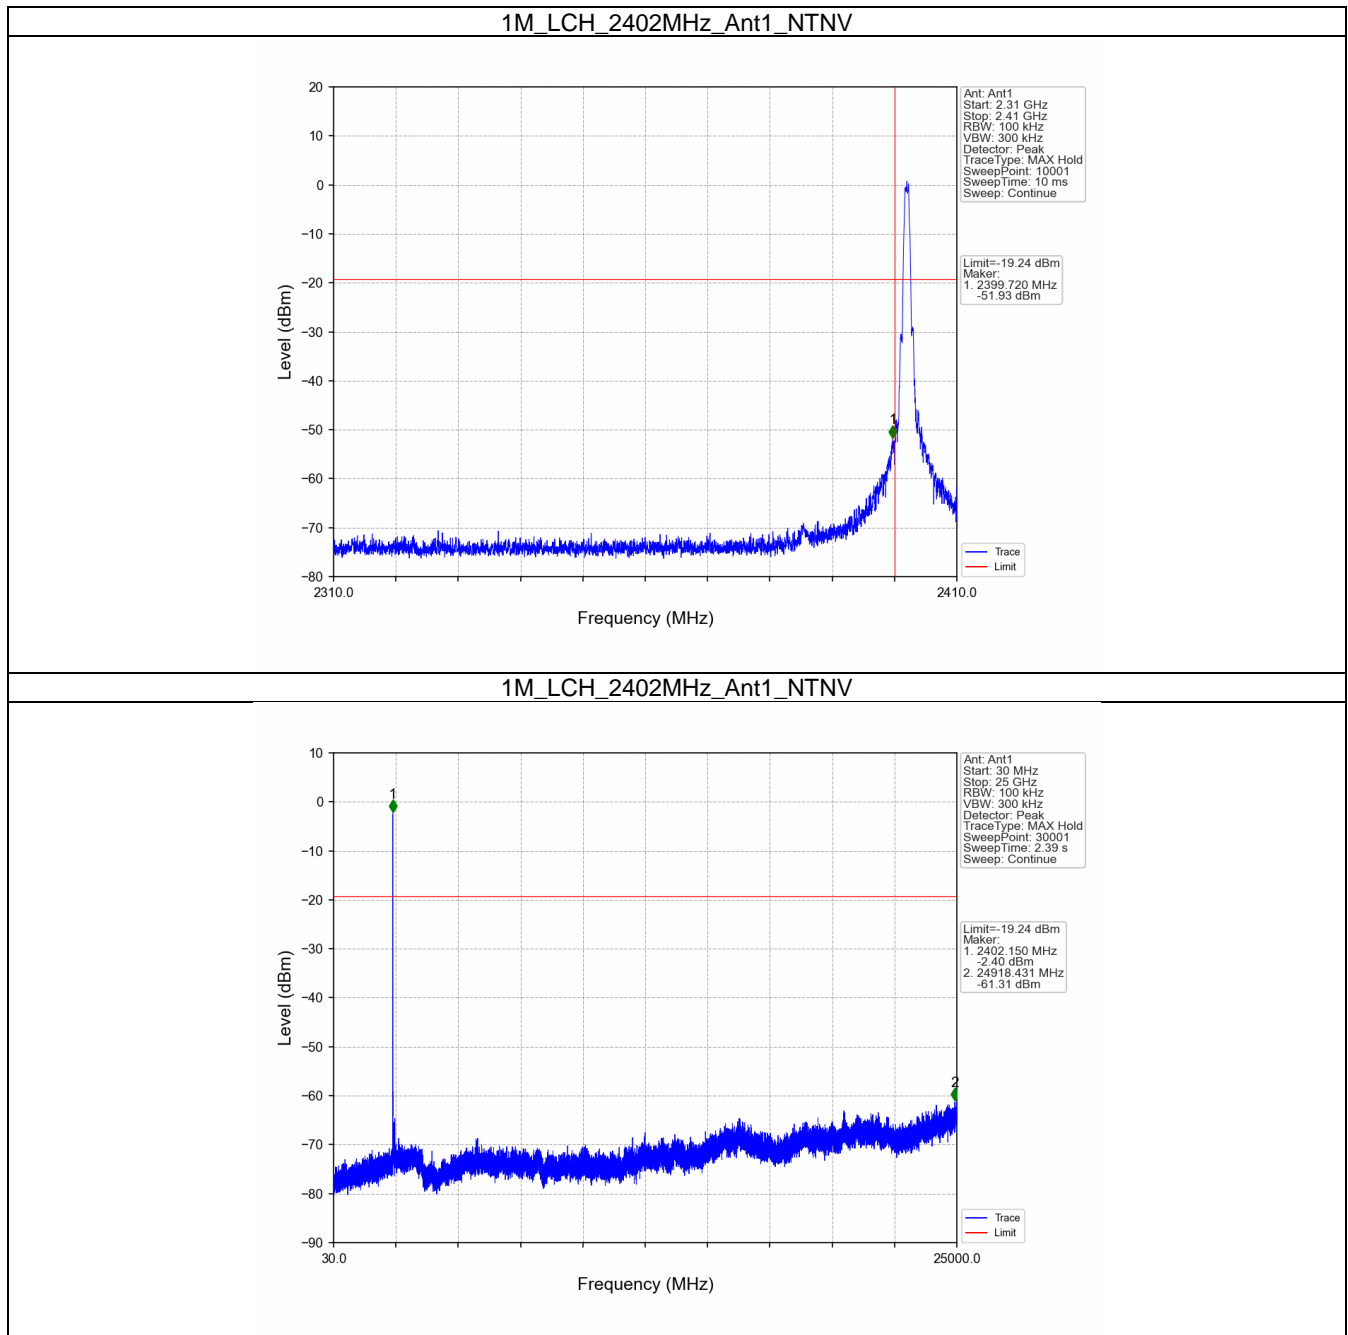 1M_LCH_2402MHz_Ant1_NTNV
20
10
0
−10
−20
−30
−40
−50
−60
−70
−80
Level (dBm)
1
2310.0
2410.0
Frequency (MHz)
Ant: Ant1
Start: 2.31 GHz
Stop: 2.41 GHz
RBW: 100 kHz
VBW: 300 kHz
Detector: Peak
TraceType: MAX Hold
SweepPoint: 10001
SweepTime: 10 ms
Sweep: Continue
Limit=-19.24 dBm
Maker:
1. 2399.720 MHz
-51.93 dBm
Trace
Limit
1M_LCH_2402MHz_Ant1_NTNV
10
0
−10
−20
−30
−40
−50
−60
−70
−80
−90
Level (dBm)
1
2
30.0
25000.0
Frequency (MHz)
Ant: Ant1
Start: 30 MHz
Stop: 25 GHz
RBW: 100 kHz
VBW: 300 kHz
Detector: Peak
TraceType: MAX Hold
SweepPoint: 30001
SweepTime: 2.39 s
Sweep: Continue
Limit=-19.24 dBm
Maker:
1. 2402.150 MHz
-2.40 dBm
2. 24918.431 MHz
-61.31 dBm
Trace
Limit